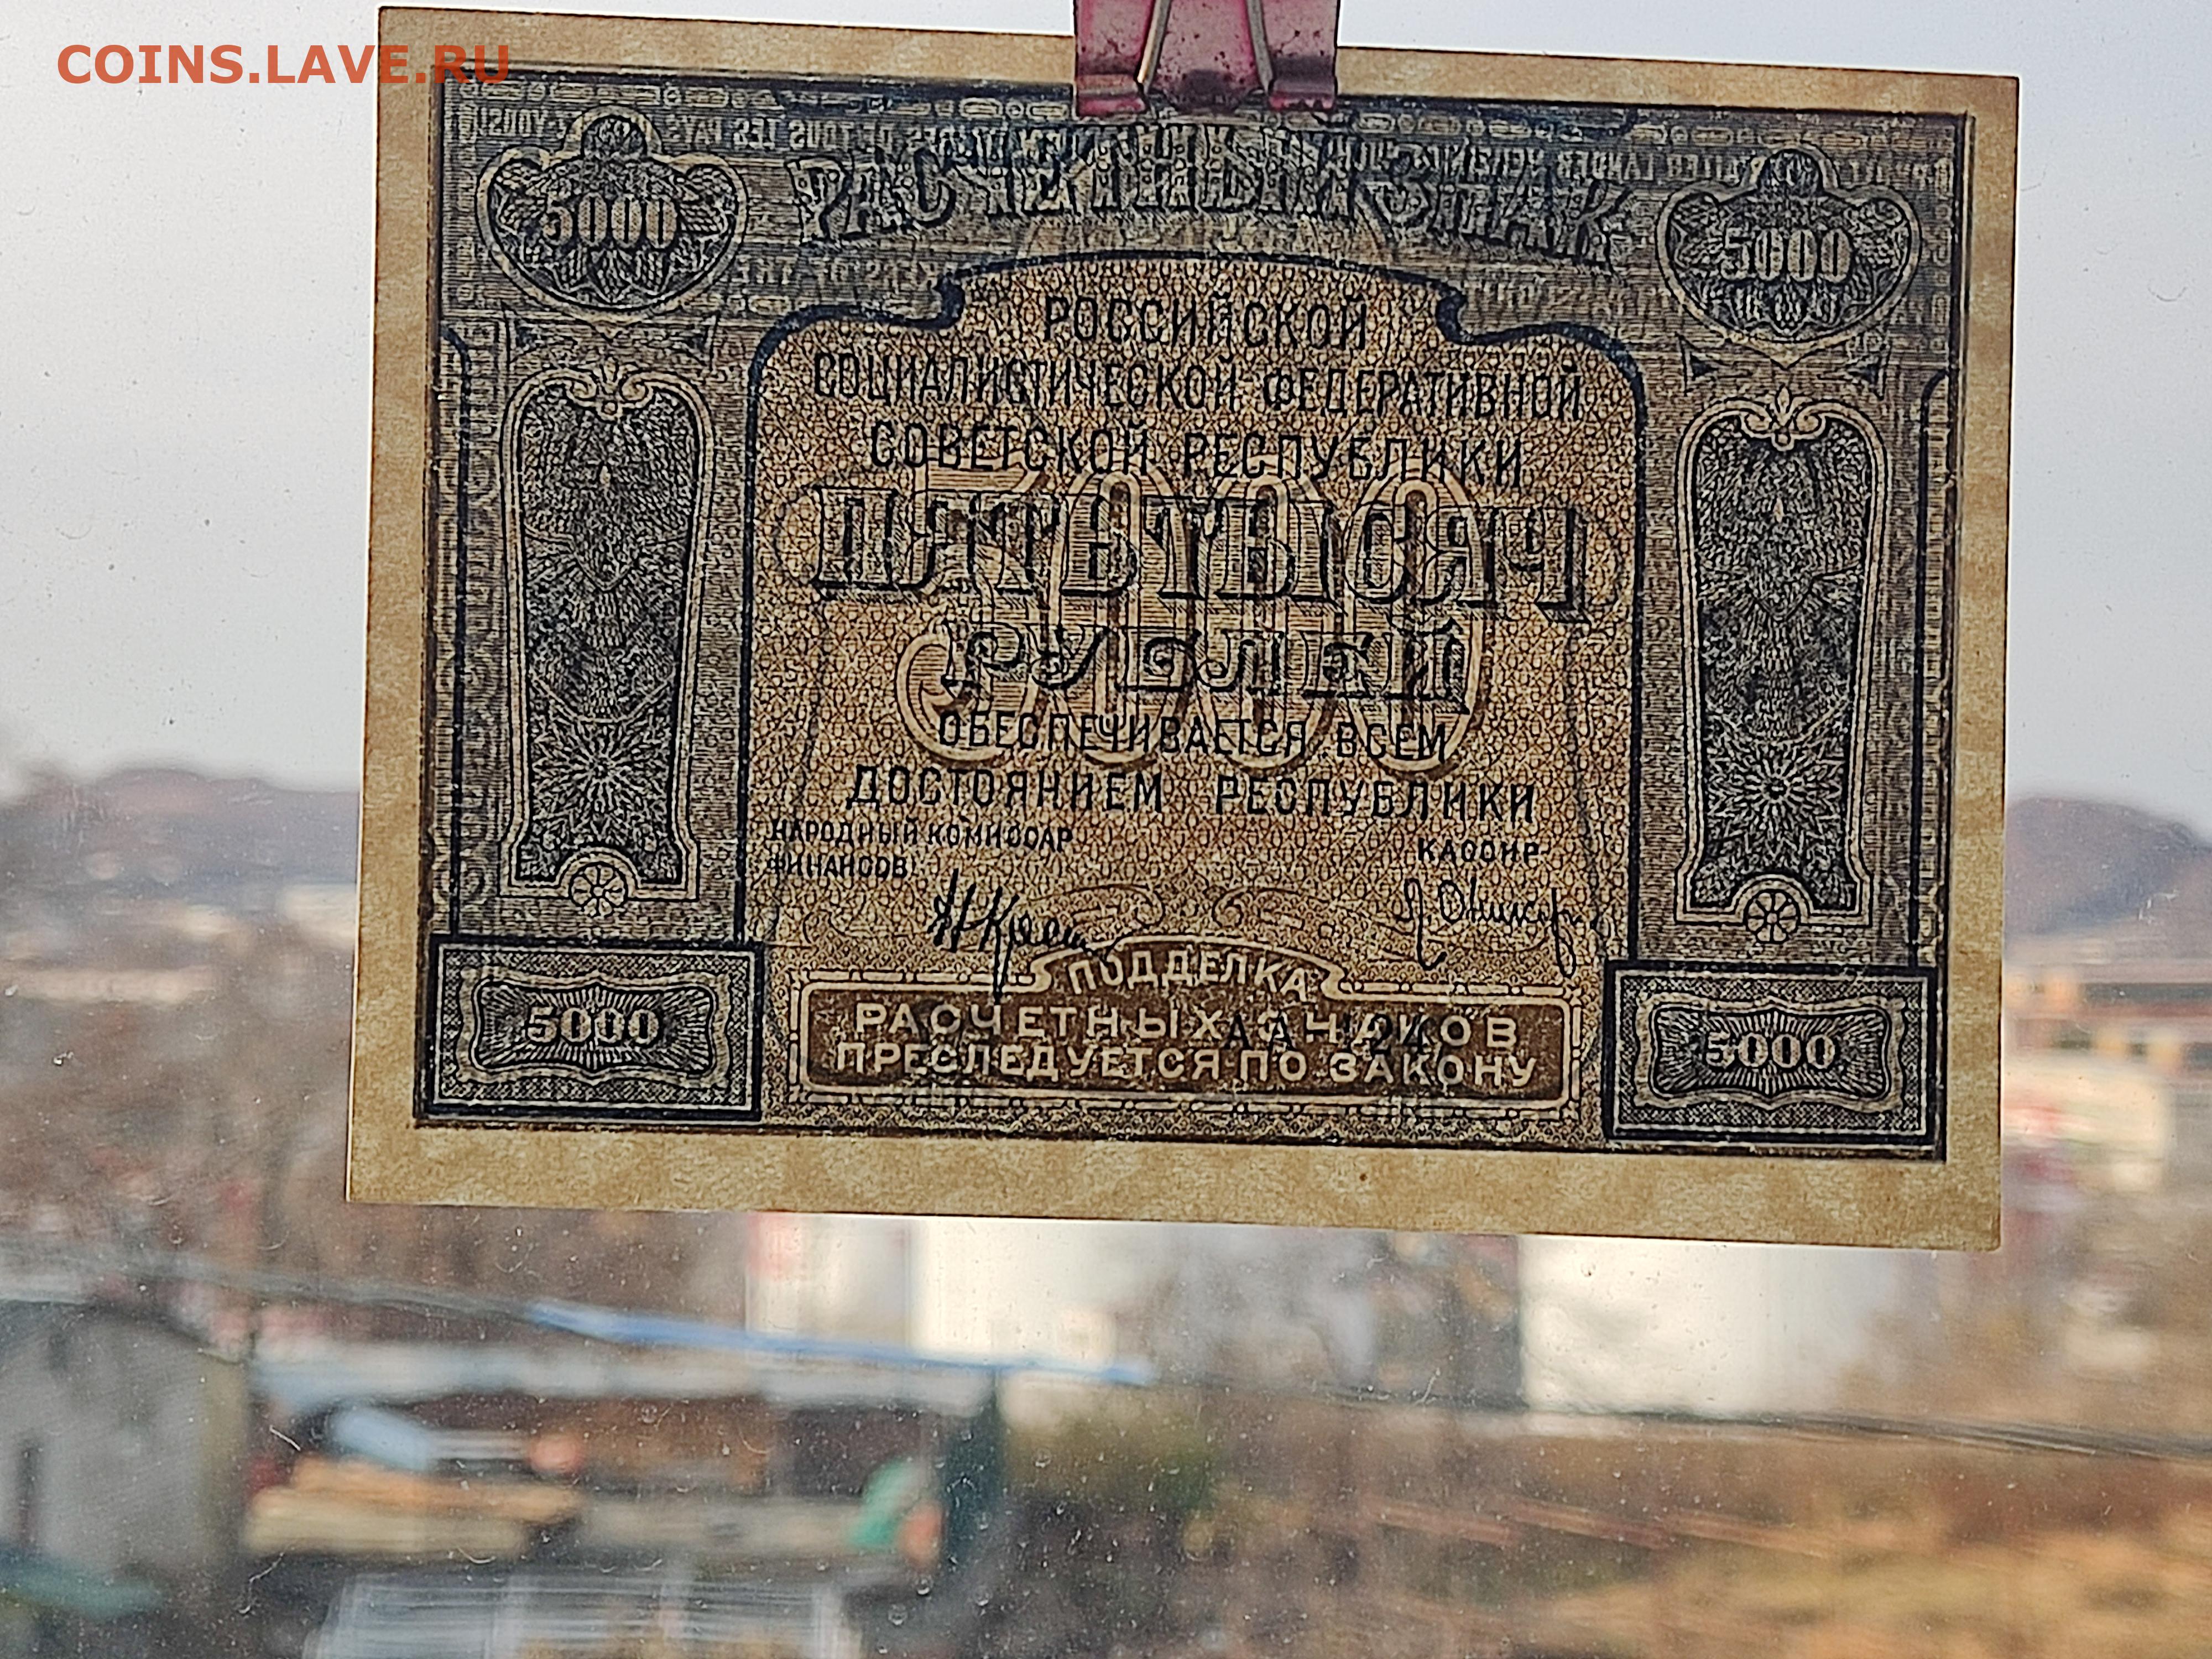 COINS.LAVE.RU
РАСЧЕТНЫЙ ЗНАК
5000 5000
РОССИЙСКОЙ
СОЦИАЛИСТИЧЕСКОЙ ФЕДЕРАТИВНОЙ
СОВЕТСКОЙ РЕСПУБЛИКИ
ПЯТЬ ТЫСЯЧ
РУБЛЕЙ
5000
ОБЕСПЕЧИВАЕТСЯ ВСЕМ
ДОСТОЯНИЕМ РЕСПУБЛИКИ
НАРОДНЫЙ КОМИССАР
ФИНАНСОВ
КАССИР
ПОДДЕЛКА
РАСЧЕТНЫХ ЗНАКОВ
ПРЕСЛЕДУЕТСЯ ПО ЗАКОНУ
5000 5000